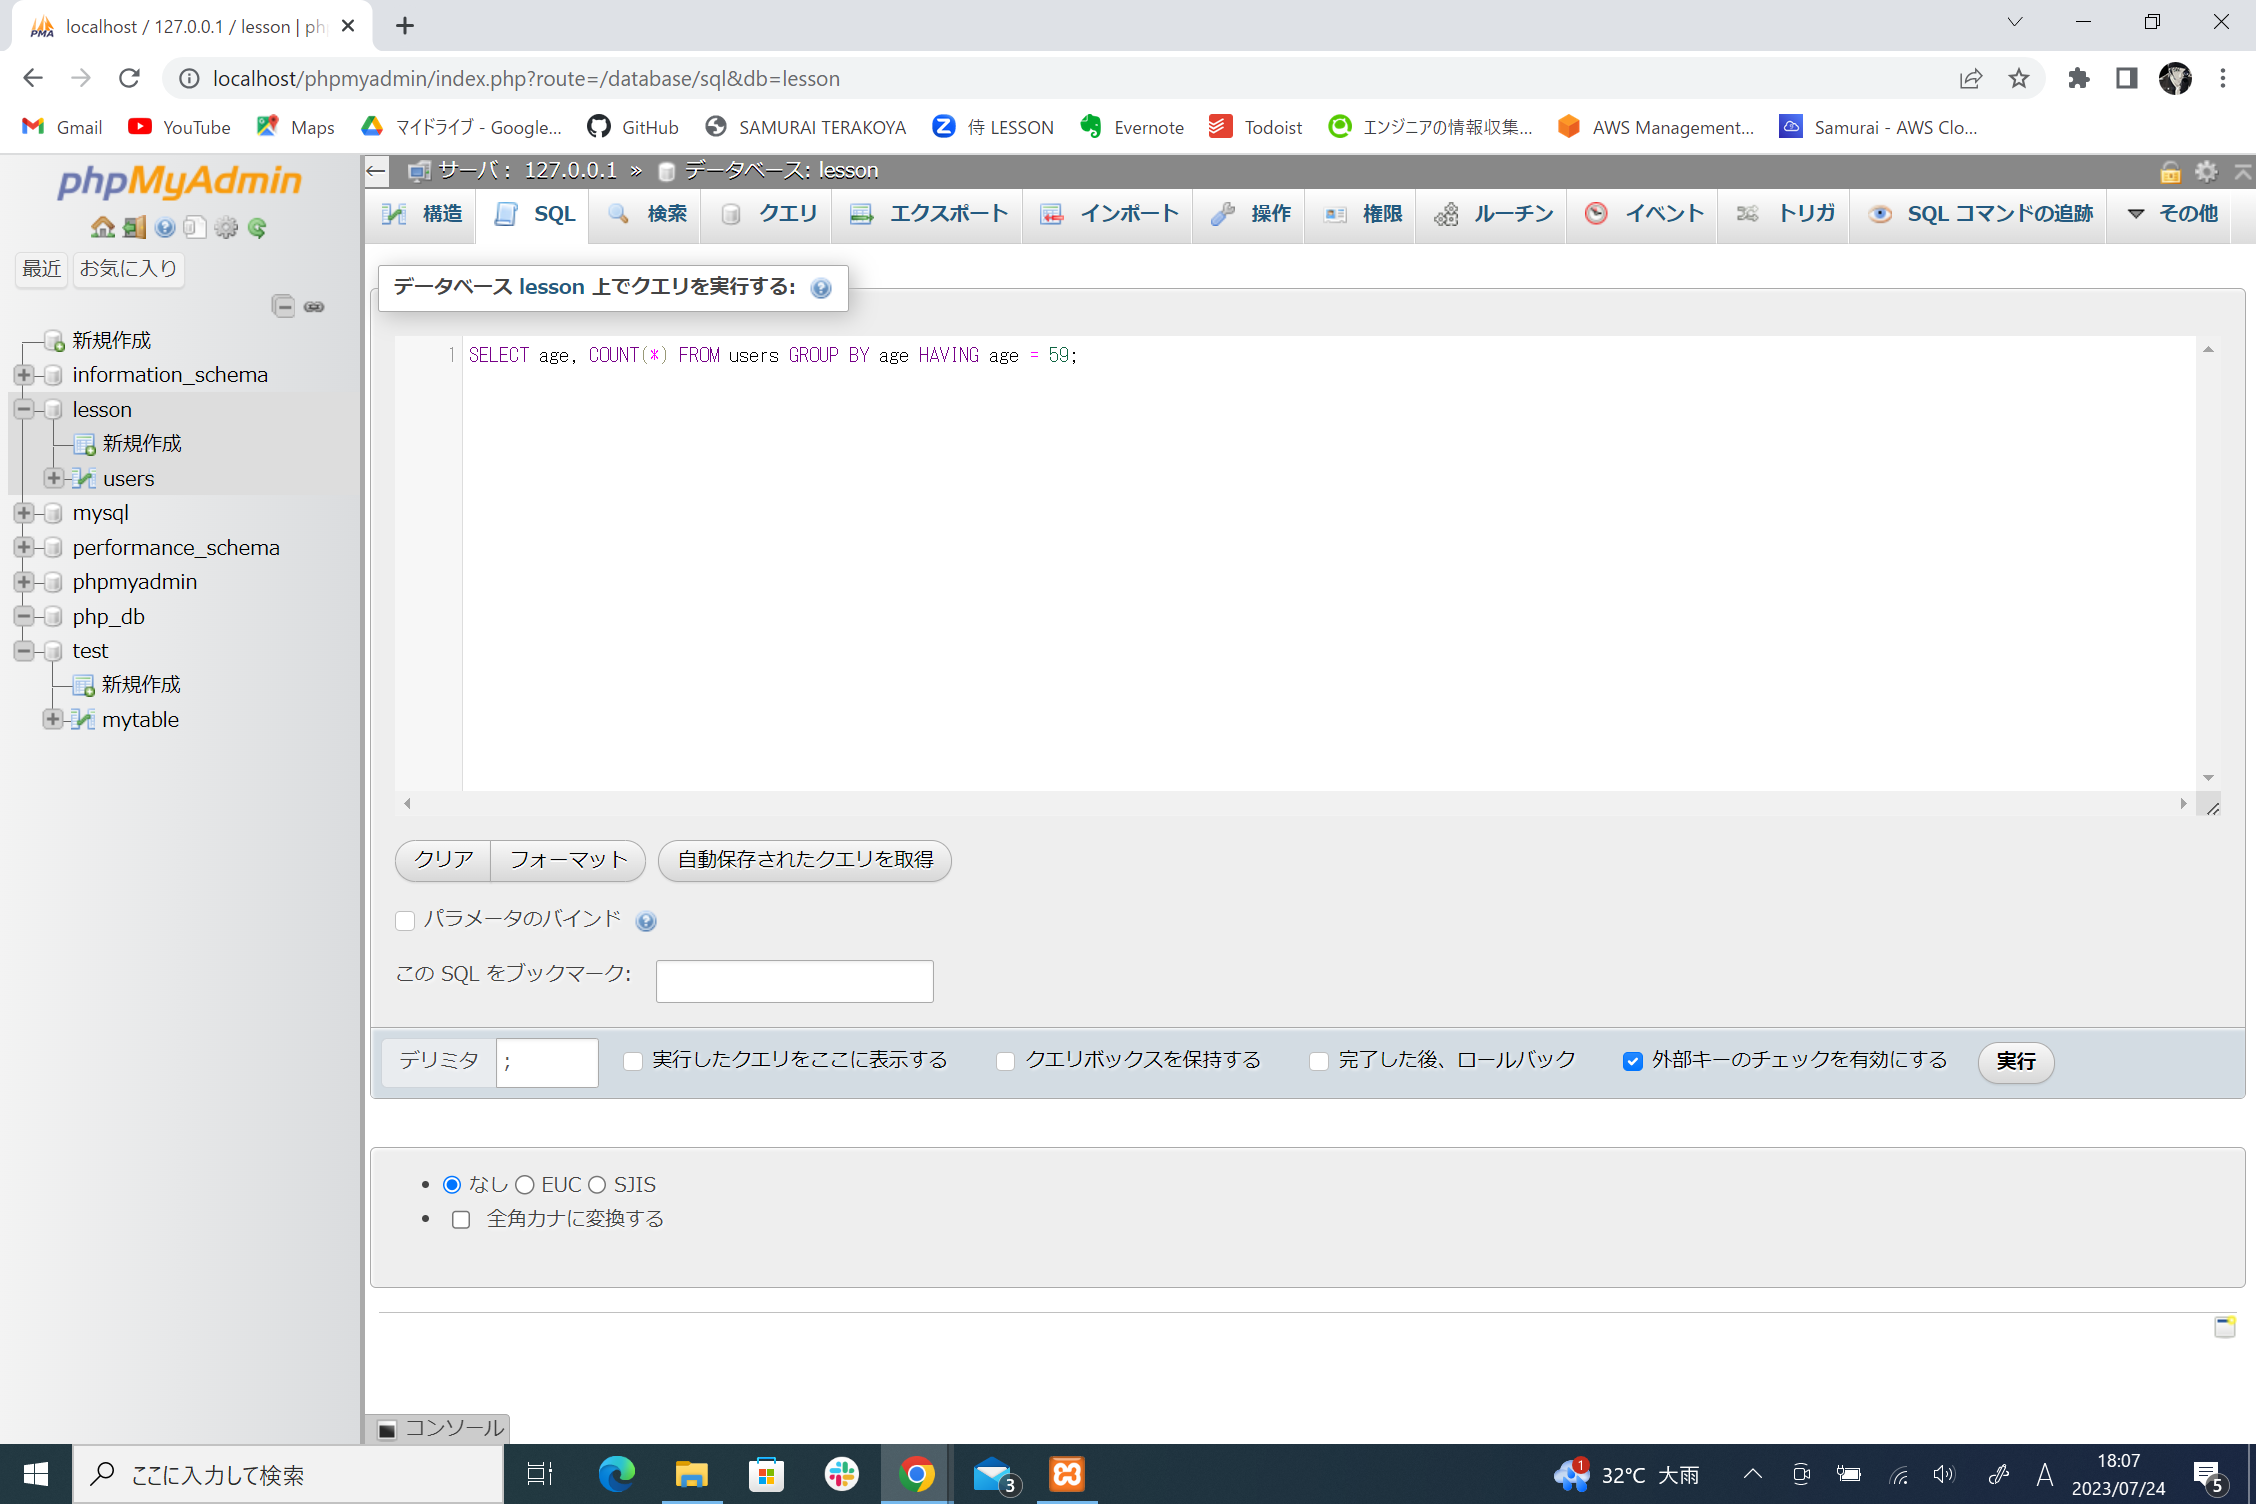 localhost / 127.0.0.1 / lesson | ph
localhost/phpmyadmin/index.php?route=/database/sql&db=lesson
Gmail YouTube Maps マイドライブ - Google... GitHub SAMURAI TERAKOYA 侍 LESSON Evernote Todoist エンジニアの情報収集... AWS Management... Samurai - AWS Clo...
phpMyAdmin
最近 お気に入り
新規作成
information_schema
lesson
新規作成
users
mysql
performance_schema
phpmyadmin
php_db
test
新規作成
mytable
サーバ： 127.0.0.1 » データベース: lesson
構造 SQL 検索 クエリ エクスポート インポート 操作 権限 ルーチン イベント トリガ SQL コマンドの追跡 その他
データベース lesson 上でクエリを実行する:
1 SELECT age, COUNT(*) FROM users GROUP BY age HAVING age = 59;
クリア フォーマット 自動保存されたクエリを取得
パラメータのバインド
この SQL をブックマーク:
デリミタ ; 実行したクエリをここに表示する クエリボックスを保持する 完了した後、ロールバック 外部キーのチェックを有効にする 実行
なし EUC SJIS
全角カナに変換する
コンソール
ここに入力して検索
3
1
32℃ 大雨
A
18:07
2023/07/24
5